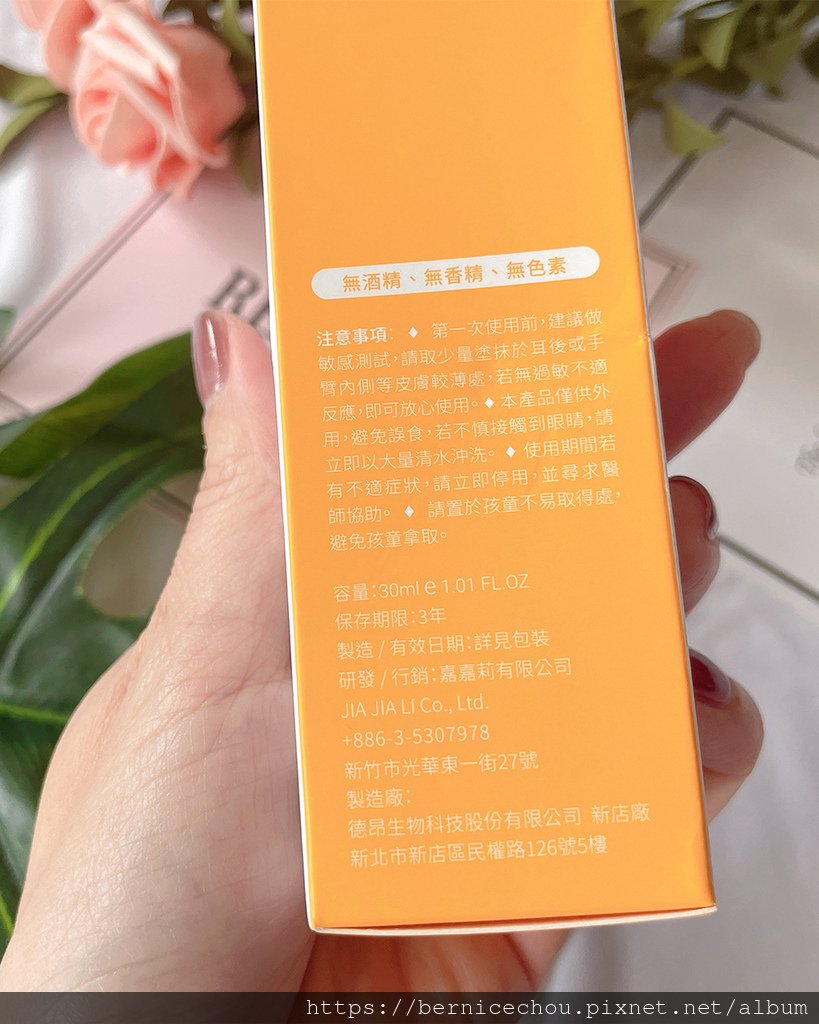 無酒精、無香精、無色素
注意事項：♦ 第一次使用前，建議做
敏感測試，請取少量塗抹於耳後或手
臂內側等皮膚較薄處，若無過敏不適
反應，即可放心使用。♦本產品僅供外
用，避免誤食，若不慎接觸到眼睛，請
立即以大量清水沖洗。♦ 使用期間若
有不適症狀，請立即停用，並尋求醫
師協助。♦ 請置於孩童不易取得處，
避免孩童拿取。
容量：30ml e 1.01 FL.OZ
保存期限：3年
製造 / 有效日期：詳見包裝
研發 / 行銷：嘉嘉莉有限公司
JIA JIA LI Co., Ltd.
+886-3-5307978
新竹市光華東一街27號
製造廠：
德昂生物科技股份有限公司 新店廠
新北市新店區民權路126號5樓
https://bernicechou.pixnet.net/album